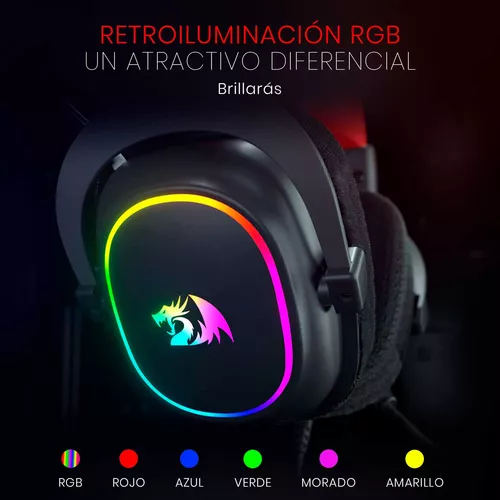 RETROILUMINACIÓN RGB
UN ATRACTIVO DIFERENCIAL
Brillarás
RGB ROJO AZUL VERDE MORADO AMARILLO